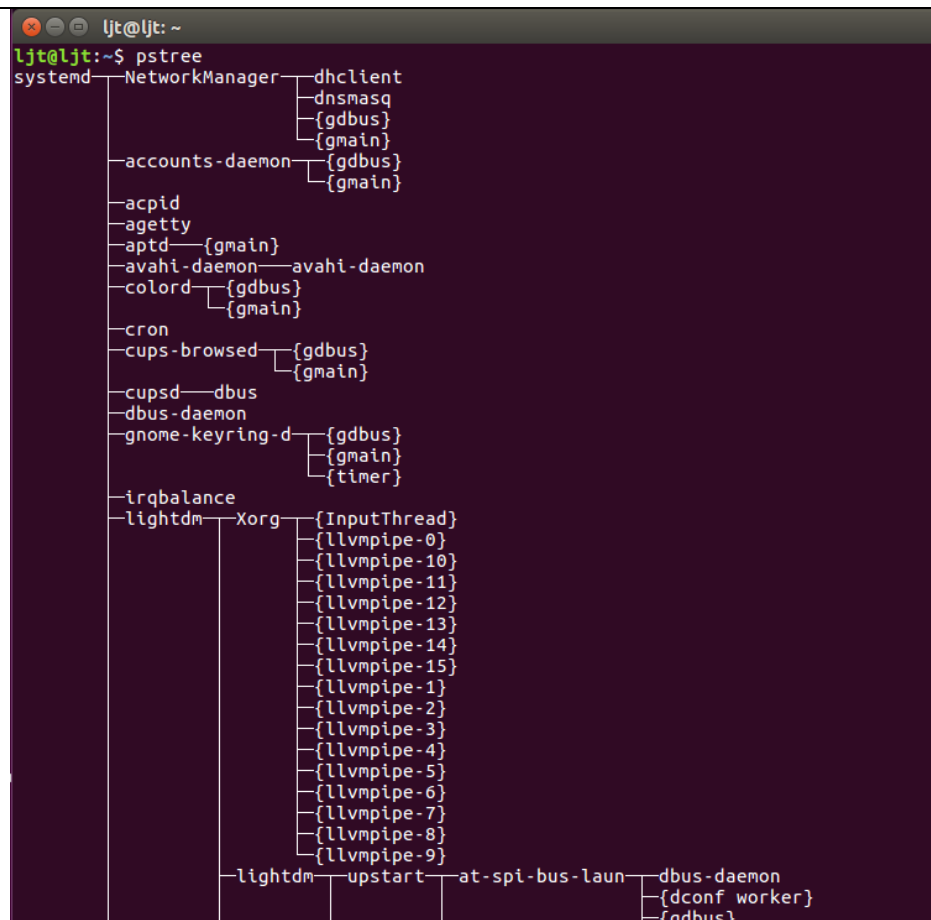 ljt@ljt: ~
ljt@ljt:~$ pstree
systemd─┬─NetworkManager─┬─dhclient
        │                ├─dnsmasq
        │                ├─{gdbus}
        │                └─{gmain}
        ├─accounts-daemon─┬─{gdbus}
        │                 └─{gmain}
        ├─acpid
        ├─agetty
        ├─aptd───{gmain}
        ├─avahi-daemon───avahi-daemon
        ├─colord─┬─{gdbus}
        │        └─{gmain}
        ├─cron
        ├─cups-browsed─┬─{gdbus}
        │              └─{gmain}
        ├─cupsd───dbus
        ├─dbus-daemon
        ├─gnome-keyring-d─┬─{gdbus}
        │                 ├─{gmain}
        │                 └─{timer}
        ├─irqbalance
        ├─lightdm─┬─Xorg─┬─{InputThread}
        │         │      ├─{llvmpipe-0}
        │         │      ├─{llvmpipe-10}
        │         │      ├─{llvmpipe-11}
        │         │      ├─{llvmpipe-12}
        │         │      ├─{llvmpipe-13}
        │         │      ├─{llvmpipe-14}
        │         │      ├─{llvmpipe-15}
        │         │      ├─{llvmpipe-1}
        │         │      ├─{llvmpipe-2}
        │         │      ├─{llvmpipe-3}
        │         │      ├─{llvmpipe-4}
        │         │      ├─{llvmpipe-5}
        │         │      ├─{llvmpipe-6}
        │         │      ├─{llvmpipe-7}
        │         │      ├─{llvmpipe-8}
        │         │      └─{llvmpipe-9}
        │         ├─lightdm─┬─upstart─┬─at-spi-bus-laun─┬─dbus-daemon
        │         │         │         │                 ├─{dconf worker}
        │         │         │         │                 ├─{gdbus}